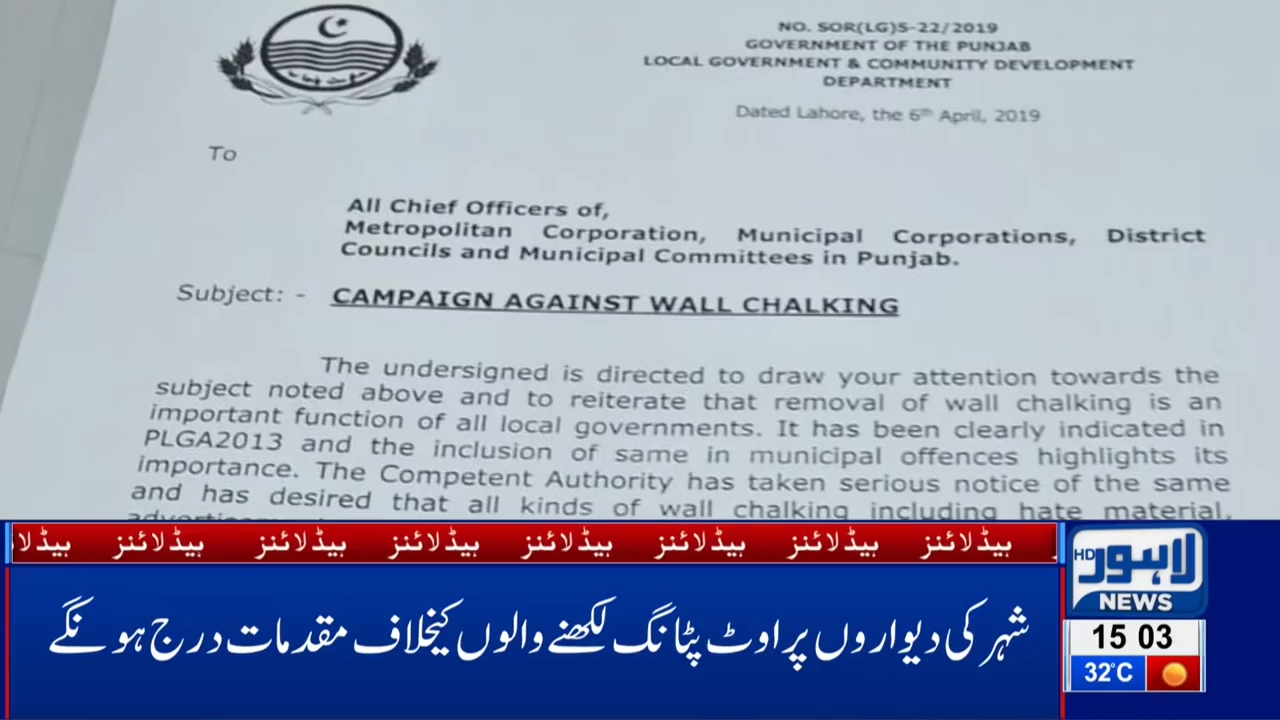 NO. SOR(LG)S-22/2019
GOVERNMENT OF THE PUNJAB
LOCAL GOVERNMENT & COMMUNITY DEVELOPMENT
DEPARTMENT
Dated Lahore, the 6th April, 2019
To
All Chief Officers of,
Metropolitan Corporation, Municipal Corporations, District
Councils and Municipal Committees in Punjab.
Subject: - CAMPAIGN AGAINST WALL CHALKING
The undersigned is directed to draw your attention towards the
subject noted above and to reiterate that removal of wall chalking is an
important function of all local governments. It has been clearly indicated in
PLGA2013 and the inclusion of same in municipal offences highlights its
importance. The Competent Authority has taken serious notice of the same
and has desired that all kinds of wall chalking including hate material,
ہیڈلائنز ہیڈلائنز ہیڈلائنز ہیڈلائنز ہیڈلائنز ہیڈلائنز ہیڈلائنز
شہر کی دیواروں پر اوٹ پٹانگ لکھنے والوں کیخلاف مقدمات درج ہونگے
HD لاہور
NEWS
15 03
32°C